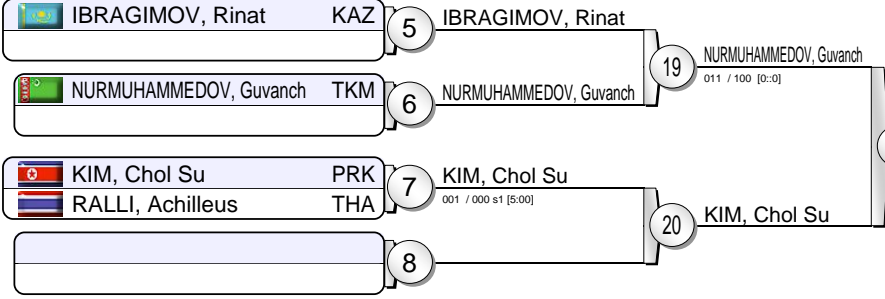 IBRAGIMOV, Rinat KAZ
5
IBRAGIMOV, Rinat
19
NURMUHAMMEDOV, Guvanch
011 / 100 [0::0]
NURMUHAMMEDOV, Guvanch TKM
6
NURMUHAMMEDOV, Guvanch
KIM, Chol Su PRK
RALLI, Achilleus THA
7
KIM, Chol Su
001 / 000 s1 [5:00]
20
KIM, Chol Su
8